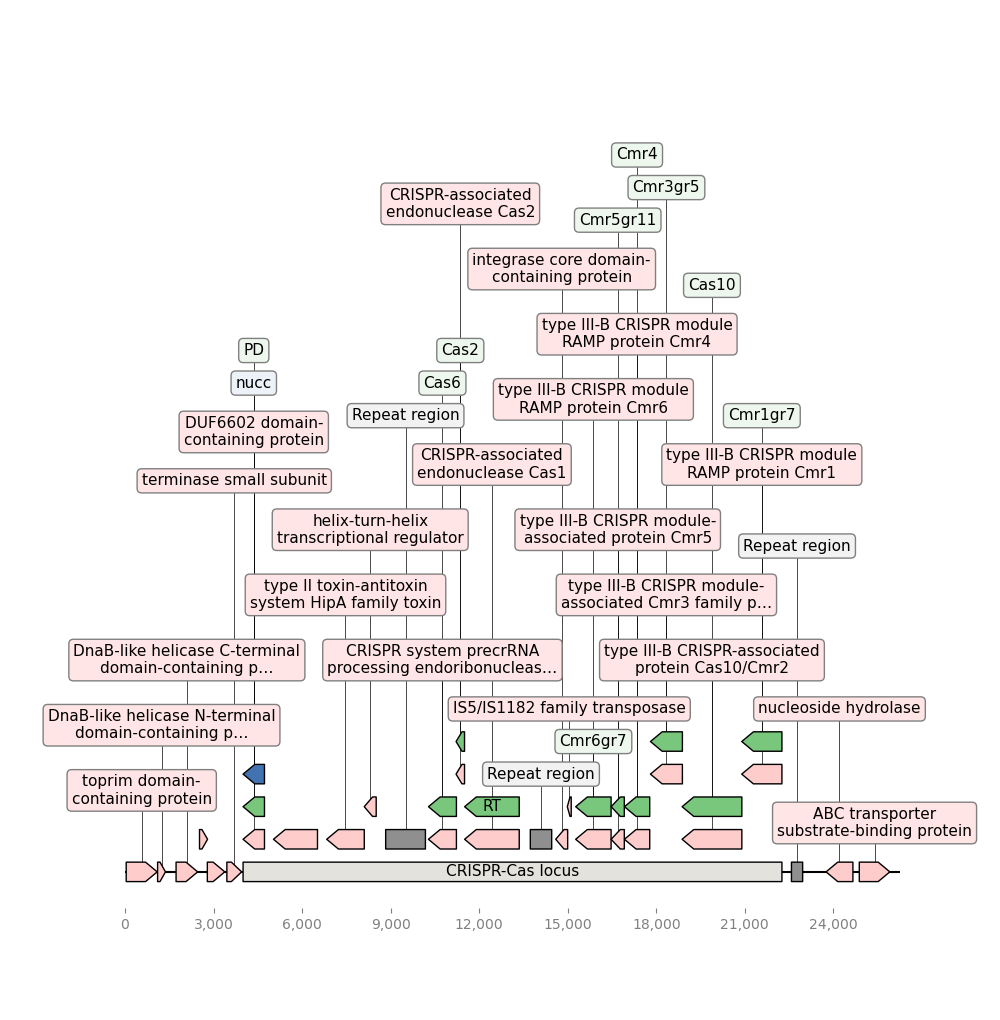 Cmr4
Cmr3gr5
CRISPR-associated
endonuclease Cas2
Cmr5gr11
integrase core domain-
containing protein
Cas10
type III-B CRISPR module
RAMP protein Cmr4
PD
Cas2
nucc
Cas6
type III-B CRISPR module
RAMP protein Cmr6
Repeat region
Cmr1gr7
DUF6602 domain-
containing protein
CRISPR-associated
endonuclease Cas1
type III-B CRISPR module
RAMP protein Cmr1
terminase small subunit
helix-turn-helix
transcriptional regulator
type III-B CRISPR module-
associated protein Cmr5
Repeat region
type II toxin-antitoxin
system HipA family toxin
type III-B CRISPR module-
associated Cmr3 family p...
DnaB-like helicase C-terminal
domain-containing p...
CRISPR system precrRNA
processing endoribonucleas...
type III-B CRISPR-associated
protein Cas10/Cmr2
IS5/IS1182 family transposase
nucleoside hydrolase
DnaB-like helicase N-terminal
domain-containing p...
Cmr6gr7
Repeat region
toprim domain-
containing protein
RT
ABC transporter
substrate-binding protein
CRISPR-Cas locus
0 3,000 6,000 9,000 12,000 15,000 18,000 21,000 24,000